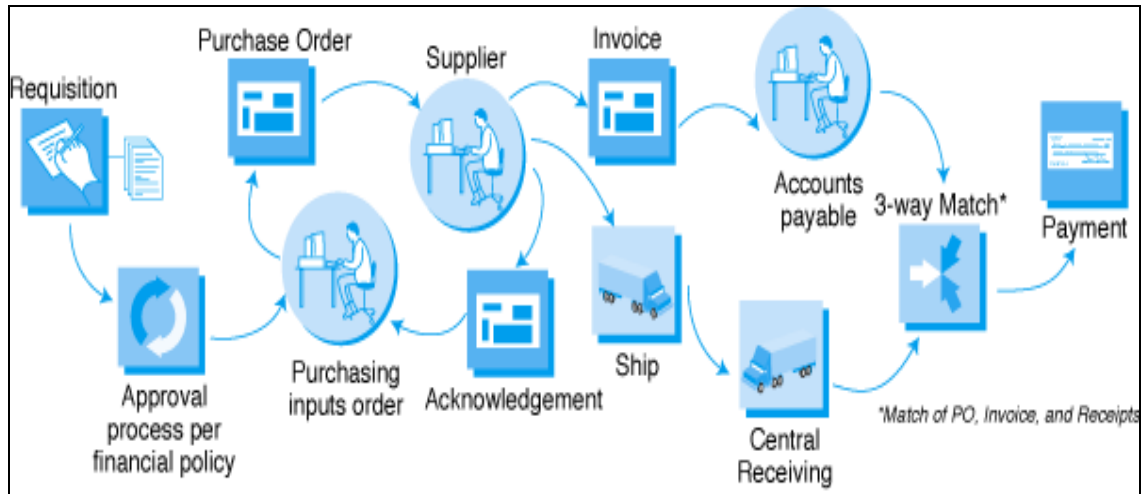 Requisition
Purchase Order
Supplier
Invoice
Accounts
payable
3-way Match*
Payment
Approval
process per
financial policy
Purchasing
inputs order
Acknowledgement
Ship
Central
Receiving
*Match of PO, Invoice, and Receipts